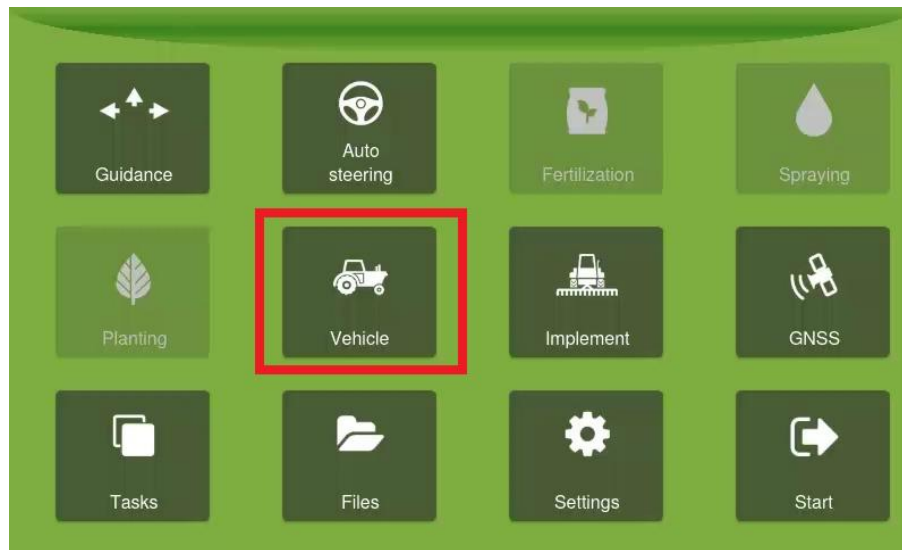 Guidance
Auto
steering
Fertilization
Spraying
Planting
Vehicle
Implement
GNSS
Tasks
Files
Settings
Start